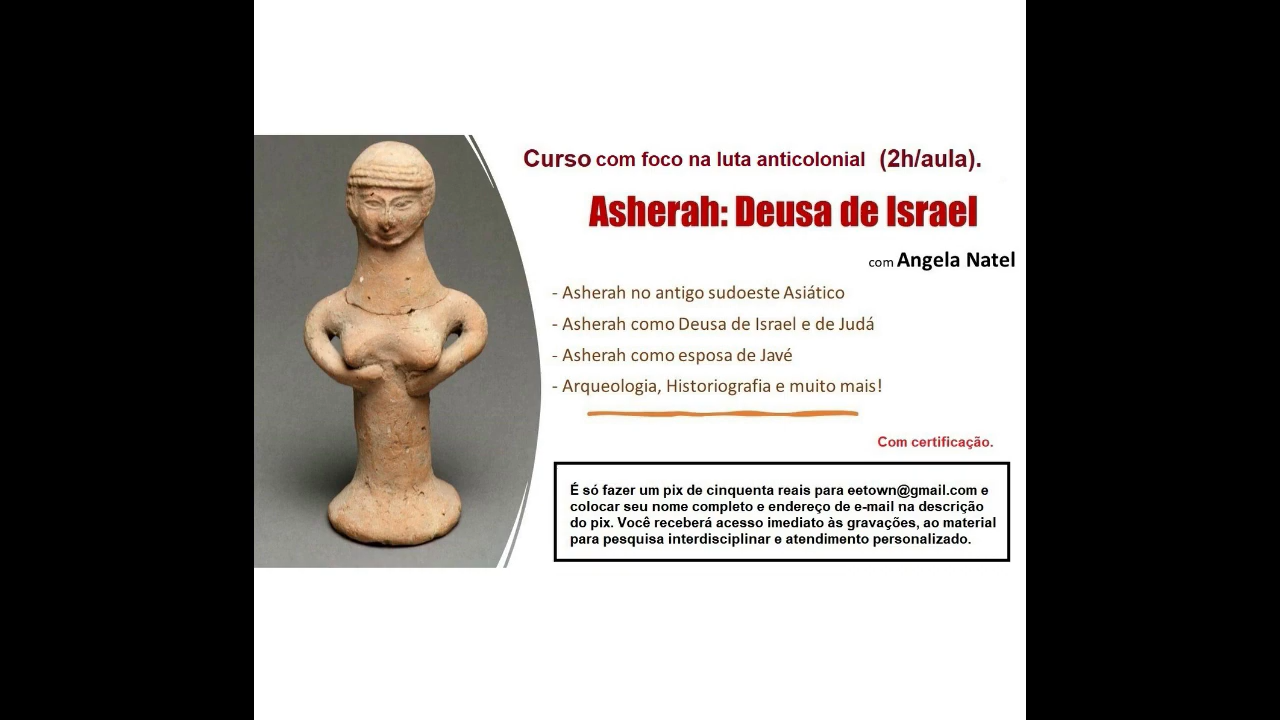 Curso com foco na luta anticolonial (2h/aula).
Asherah: Deusa de Israel
com Angela Natel
- Asherah no antigo sudoeste Asiático
- Asherah como Deusa de Israel e de Judá
- Asherah como esposa de Javé
- Arqueologia, Historiografia e muito mais!
Com certificação.
É só fazer um pix de cinquenta reais para eetown@gmail.com e
colocar seu nome completo e endereço de e-mail na descrição
do pix. Você receberá acesso imediato às gravações, ao material
para pesquisa interdisciplinar e atendimento personalizado.